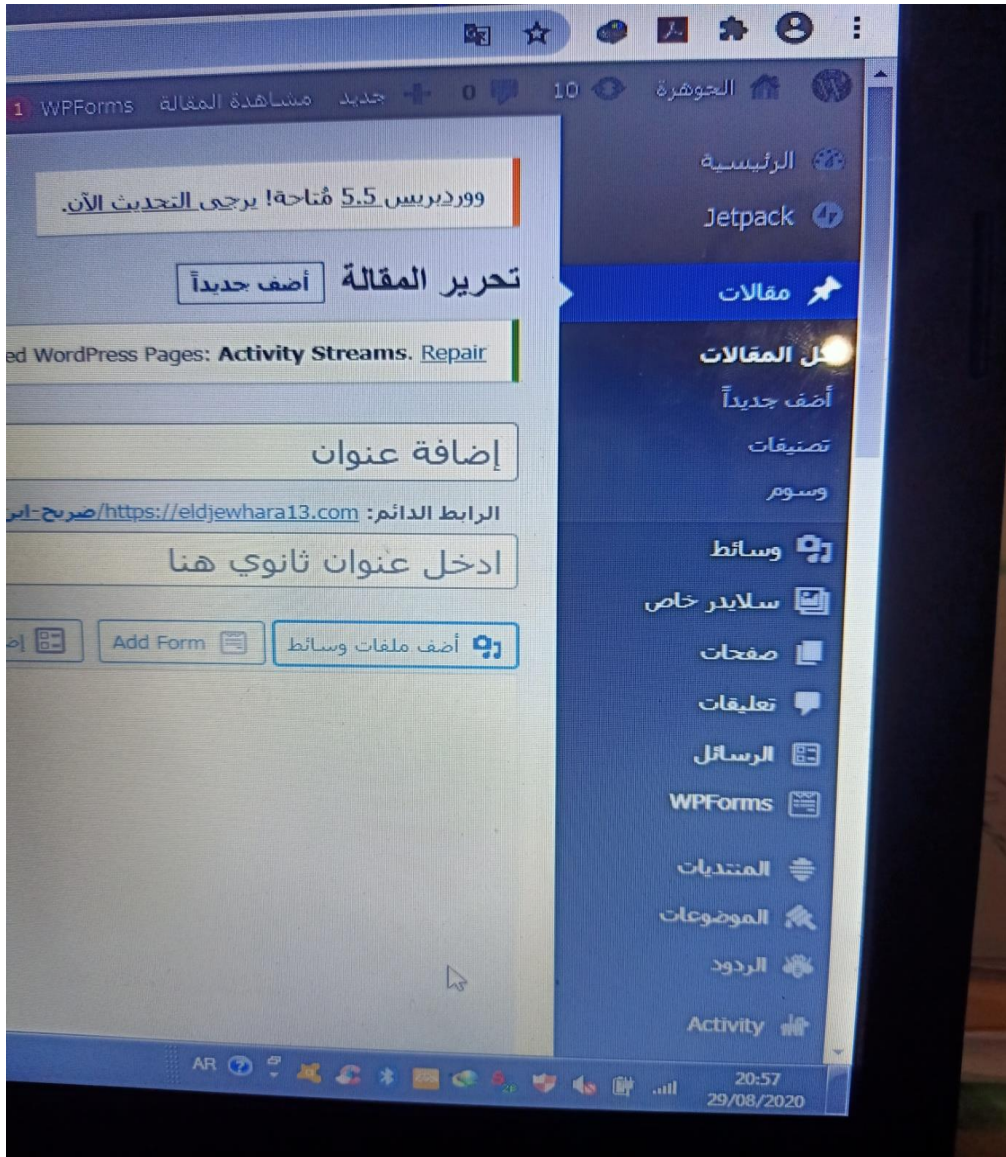 الجوهرة 10 0 جديد مشاهدة المقالة WPForms 1
الرئيسية
Jetpack
مقالات
كل المقالات
أضف جديداً
تصنيفات
وسوم
وسائط
سلايدر خاص
صفحات
تعليقات
الرسائل
WPForms
المنتديات
الموضوعات
الردود
Activity
ووردبريس 5.5 مُتاحة! يرجى التحديث الآن.
تحرير المقالة أضف جديداً
WordPress Pages: Activity Streams. Repair
إضافة عنوان
الرابط الدائم: https://eldjewhara13.com/ضريح-ابر
ادخل عنوان ثانوي هنا
أضف ملفات وسائط Add Form
AR
20:57
29/08/2020